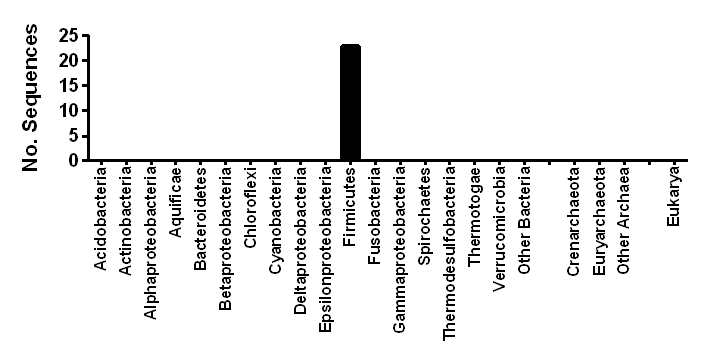 No. Sequences
25
20
15
10
5
0
Acidobacteria
Actinobacteria
Alphaproteobacteria
Aquificae
Bacteroidetes
Betaproteobacteria
Chloroflexi
Cyanobacteria
Deltaproteobacteria
Epsilonproteobacteria
Firmicutes
Fusobacteria
Gammaproteobacteria
Spirochaetes
Thermodesulfobacteria
Thermotogae
Verrucomicrobia
Other Bacteria
Crenarchaeota
Euryarchaeota
Other Archaea
Eukarya